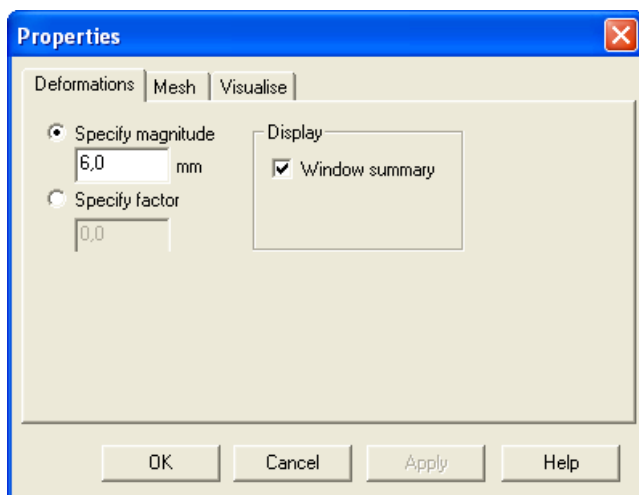 Properties
Deformations Mesh Visualise
Specify magnitude
6,0 mm
Specify factor
0,0
Display
Window summary
OK Cancel Apply Help